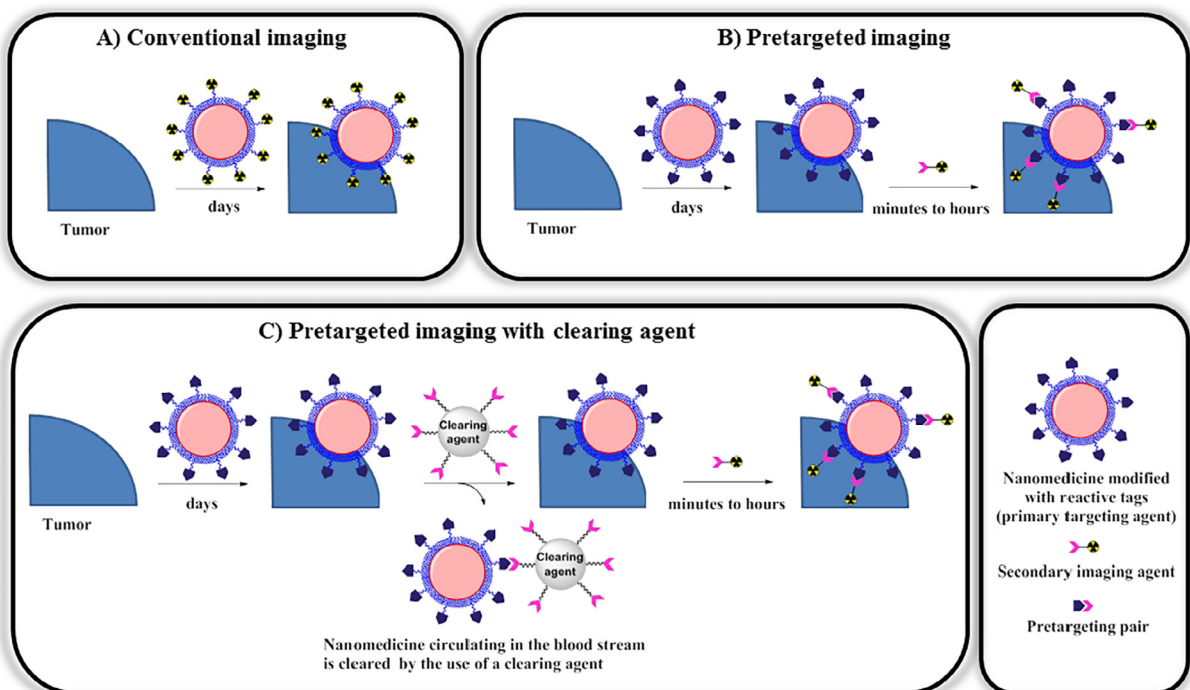 A) Conventional imaging
days
Tumor
B) Pretargeted imaging
days
minutes to hours
Tumor
C) Pretargeted imaging with clearing agent
Clearing
agent
days
minutes to hours
Tumor
Clearing
agent
Nanomedicine circulating in the blood stream
is cleared by the use of a clearing agent
Nanomedicine modified
with reactive tags
(primary targeting agent)
Secondary imaging agent
Pretargeting pair